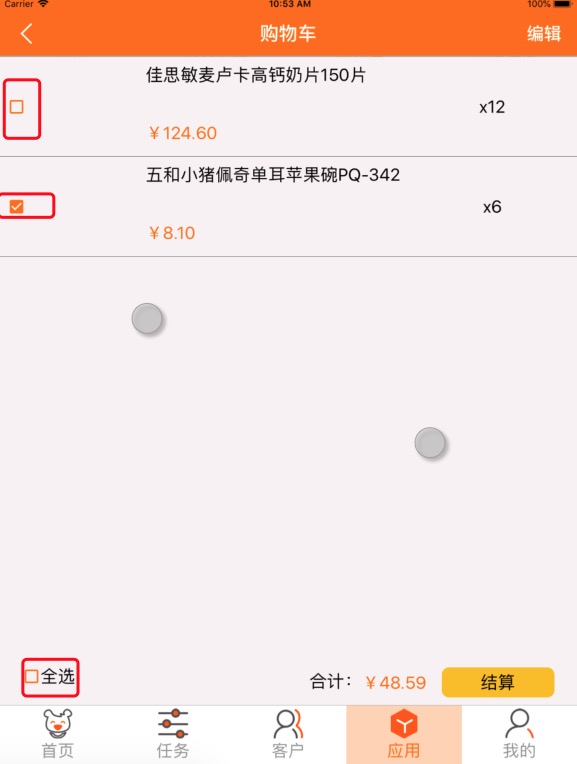 Carrier 10:53 AM 100%
购物车 编辑
佳思敏麦卢卡高钙奶片150片
x12
￥124.60
五和小猪佩奇单耳苹果碗PQ-342
x6
￥8.10
全选 合计：￥48.59 结算
首页 任务 客户 应用 我的